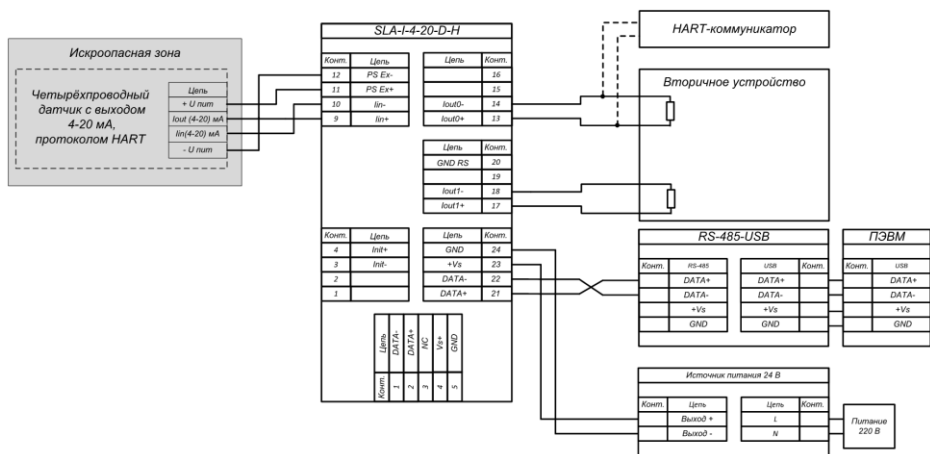 SLA-I-4-20-D-H
Искроопасная зона
Четырёхпроводный
датчик с выходом
4-20 мА,
протоколом HART
Цепь
+ U пит
Iout (4-20) мА
Iin(4-20) мА
- U пит
Конт. Цепь
12 PS Ex-
11 PS Ex+
10 Iin-
9 Iin+
Цепь Конт.
16
15
Iout0- 14
Iout0+ 13
Цепь Конт.
GND RS 20
19
Iout1- 18
Iout1+ 17
Конт. Цепь
4 Init+
3 Init-
2
1
Цепь Конт.
GND 24
+Vs 23
DATA- 22
DATA+ 21
Конт. Цепь
1 DATA-
2 DATA+
3 NC
4 Vs+
5 GND
HART-коммуникатор
Вторичное устройство
RS-485-USB
Конт. RS-485
DATA+
DATA-
+Vs
GND
USB Конт.
DATA+
DATA-
+Vs
GND
ПЭВМ
Конт. USB
DATA+
DATA-
+Vs
GND
Источник питания 24 В
Конт. Цепь
Выход +
Выход -
Цепь Конт.
L
N
Питание
220 В